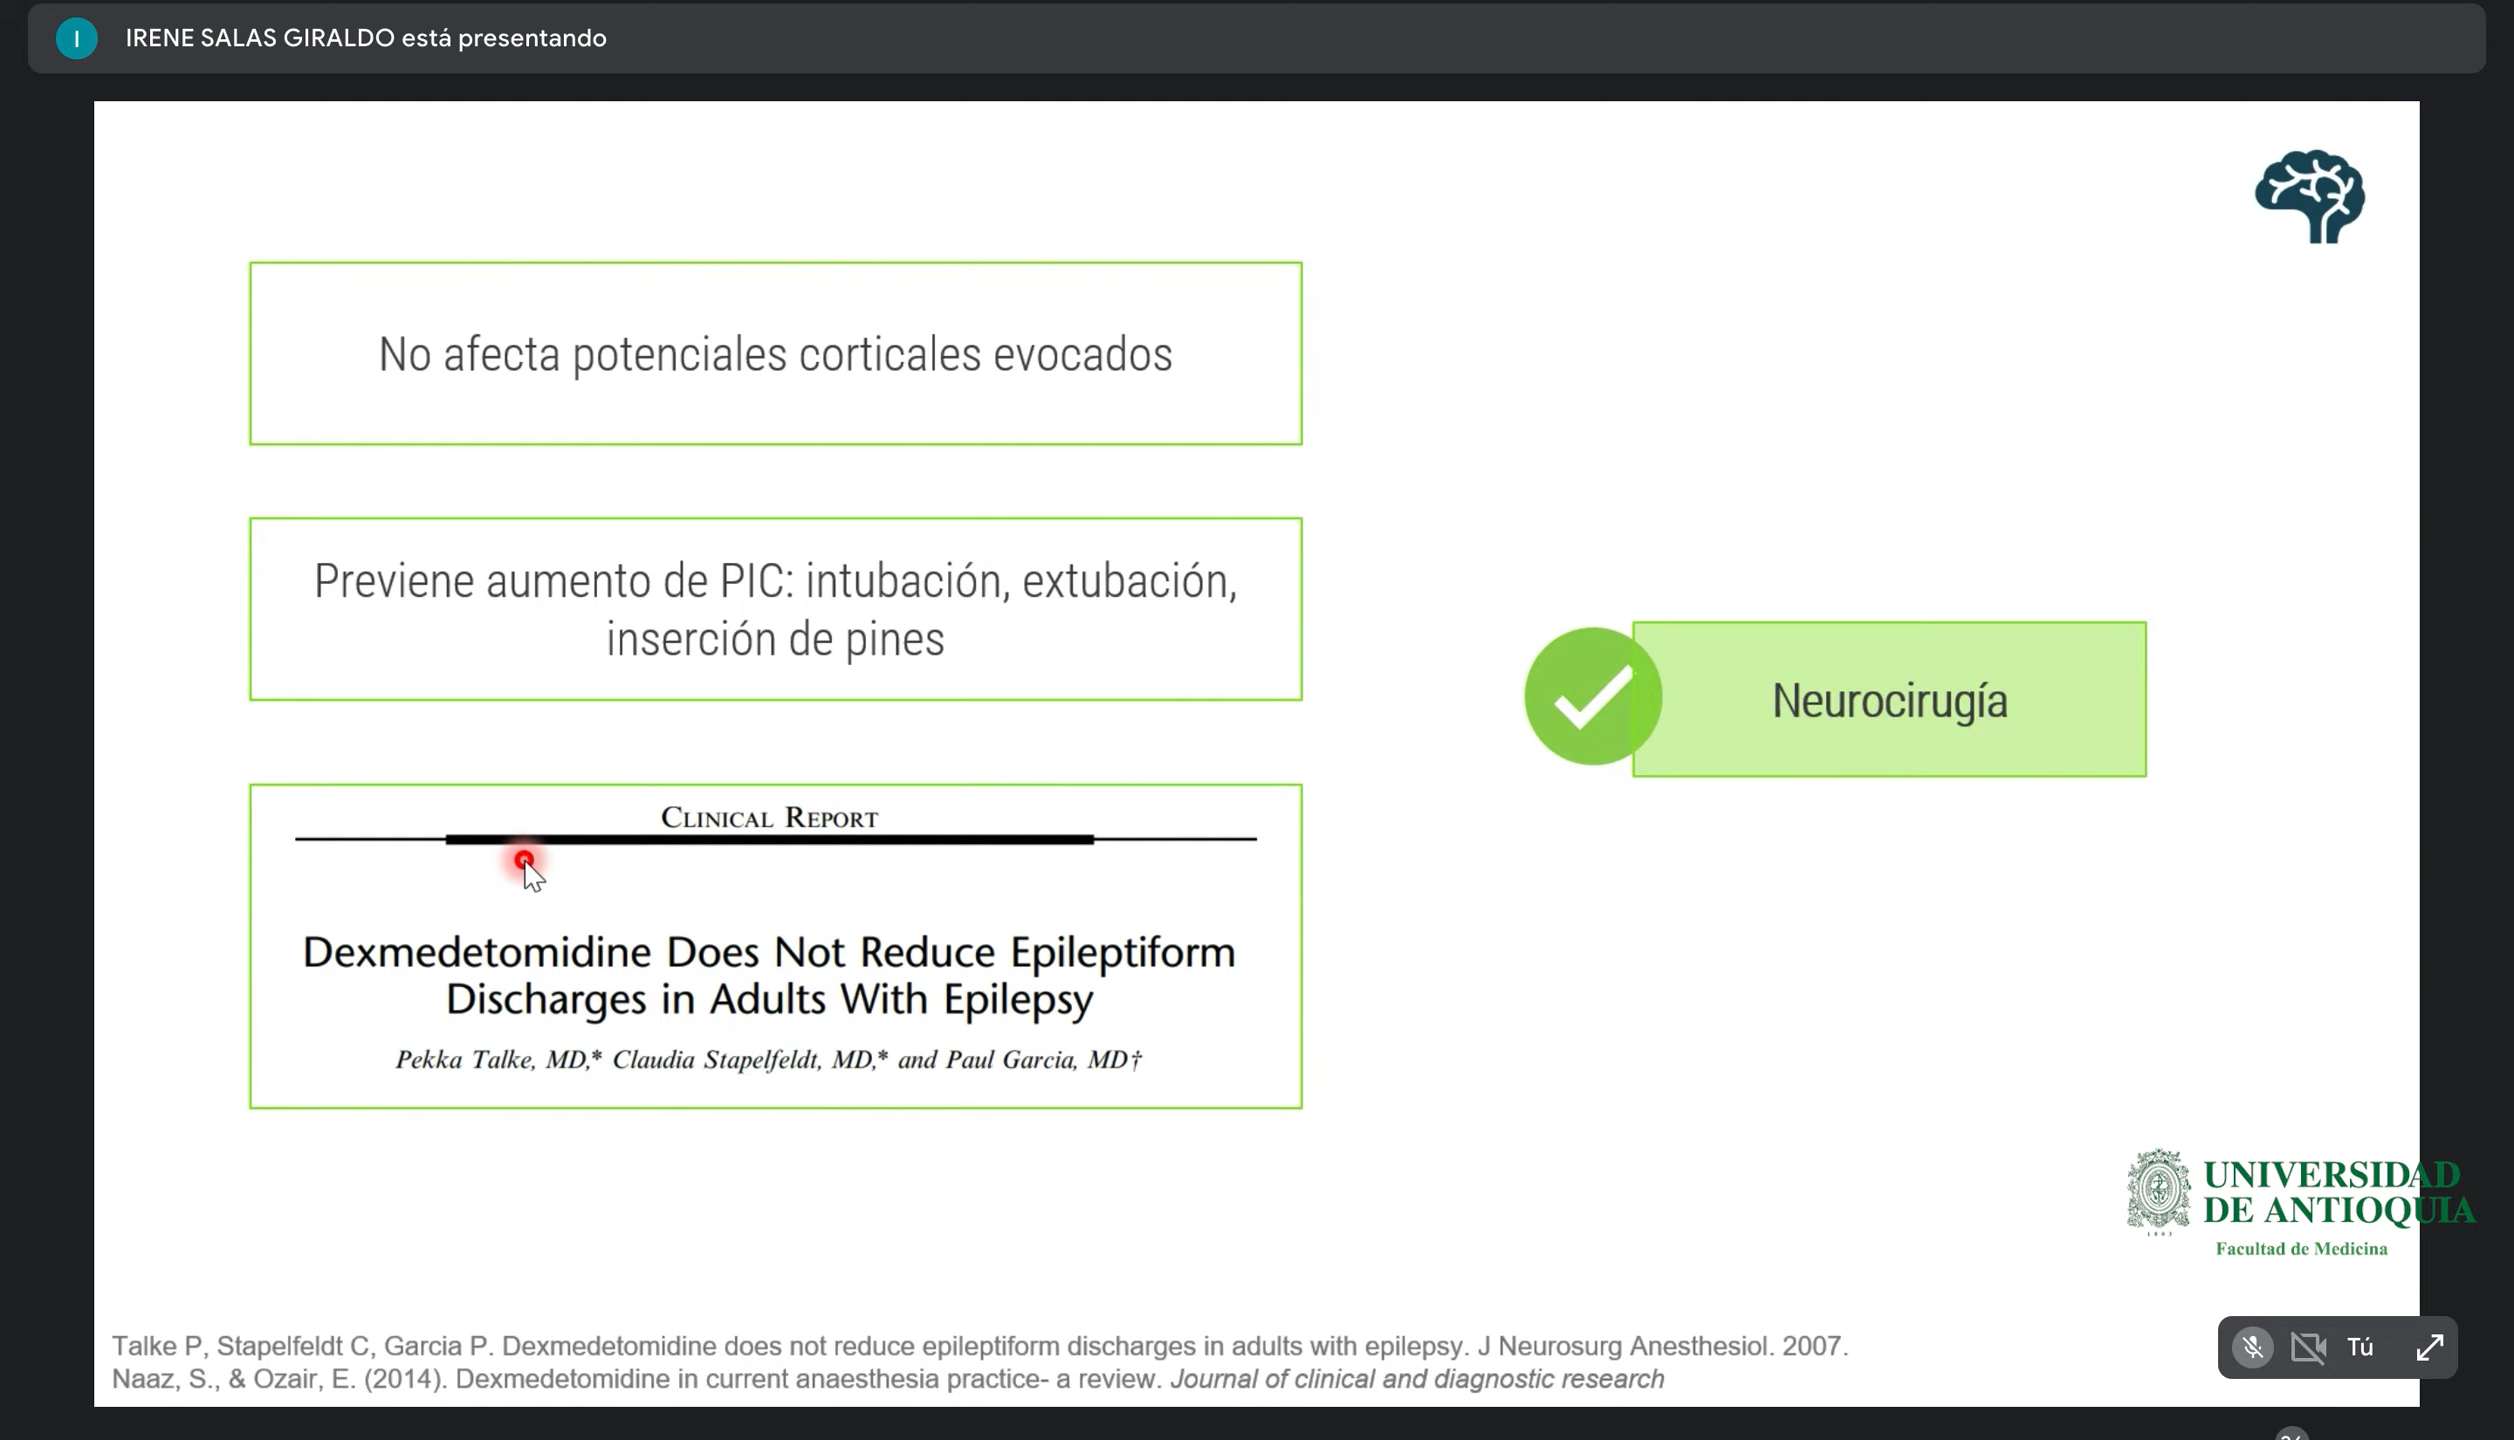 I
IRENE SALAS GIRALDO está presentando
No afecta potenciales corticales evocados
Previene aumento de PIC: intubación, extubación,
inserción de pines
Neurocirugía
CLINICAL REPORT
Dexmedetomidine Does Not Reduce Epileptiform
Discharges in Adults With Epilepsy
Pekka Talke, MD,* Claudia Stapelfeldt, MD,* and Paul Garcia, MD†
UNIVERSIDAD
DE ANTIOQUIA
1803
Facultad de Medicina
Talke P, Stapelfeldt C, Garcia P. Dexmedetomidine does not reduce epileptiform discharges in adults with epilepsy. J Neurosurg Anesthesiol. 2007.
Naaz, S., & Ozair, E. (2014). Dexmedetomidine in current anaesthesia practice- a review. Journal of clinical and diagnostic research
Tú